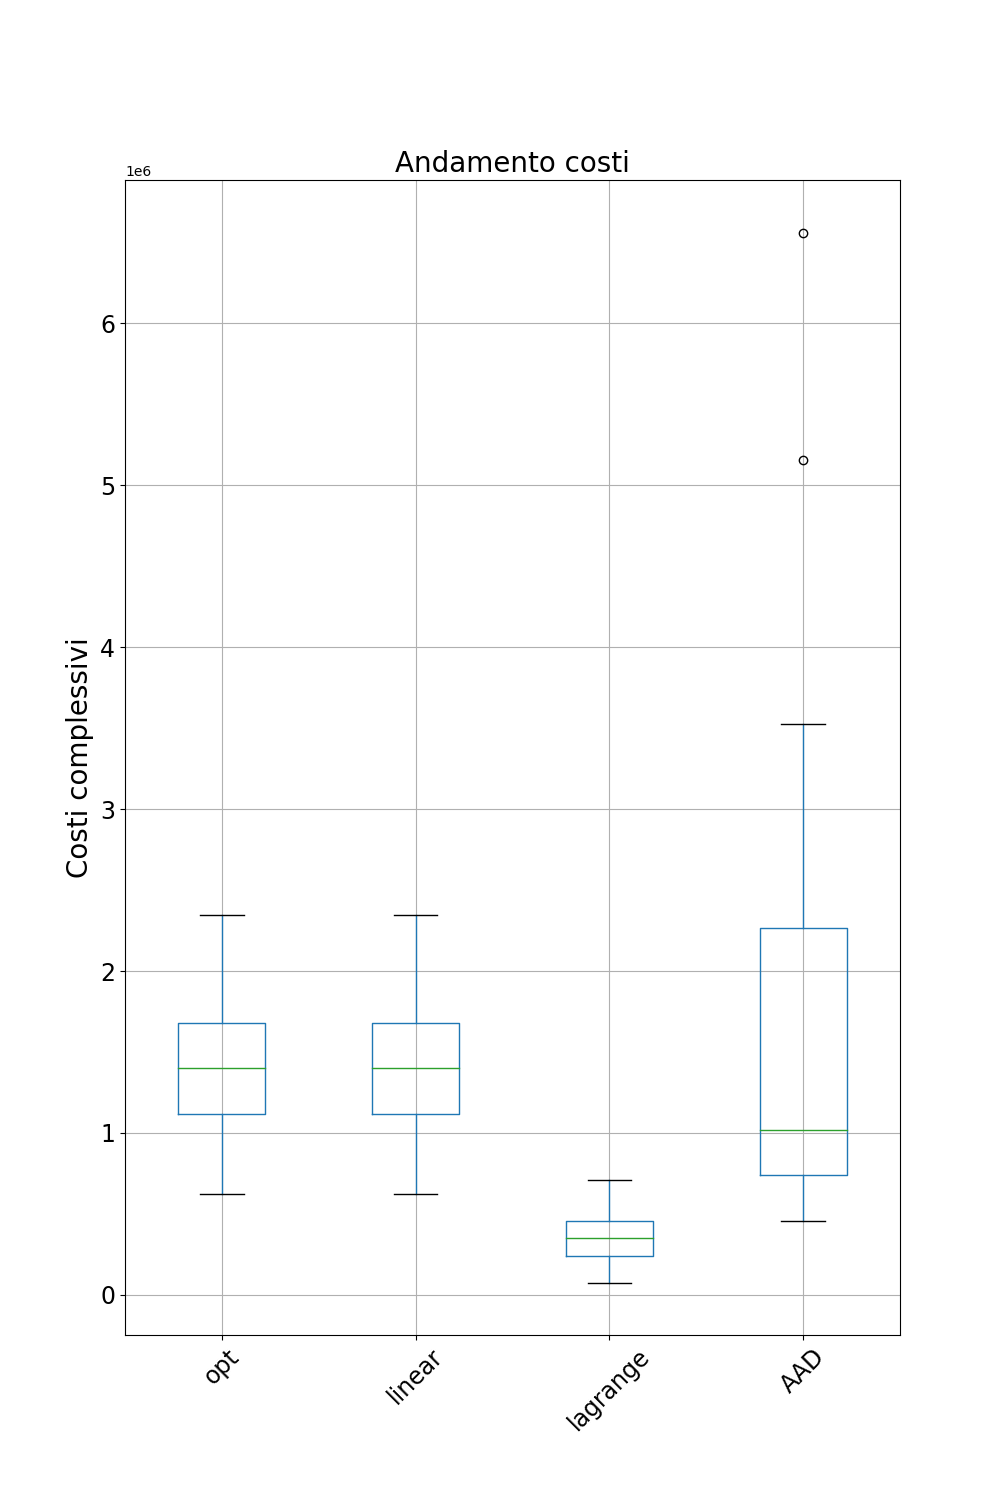 Andamento costi
1e6
6
5
4
3
2
1
0
Costi complessivi
opt
linear
lagrange
AAD